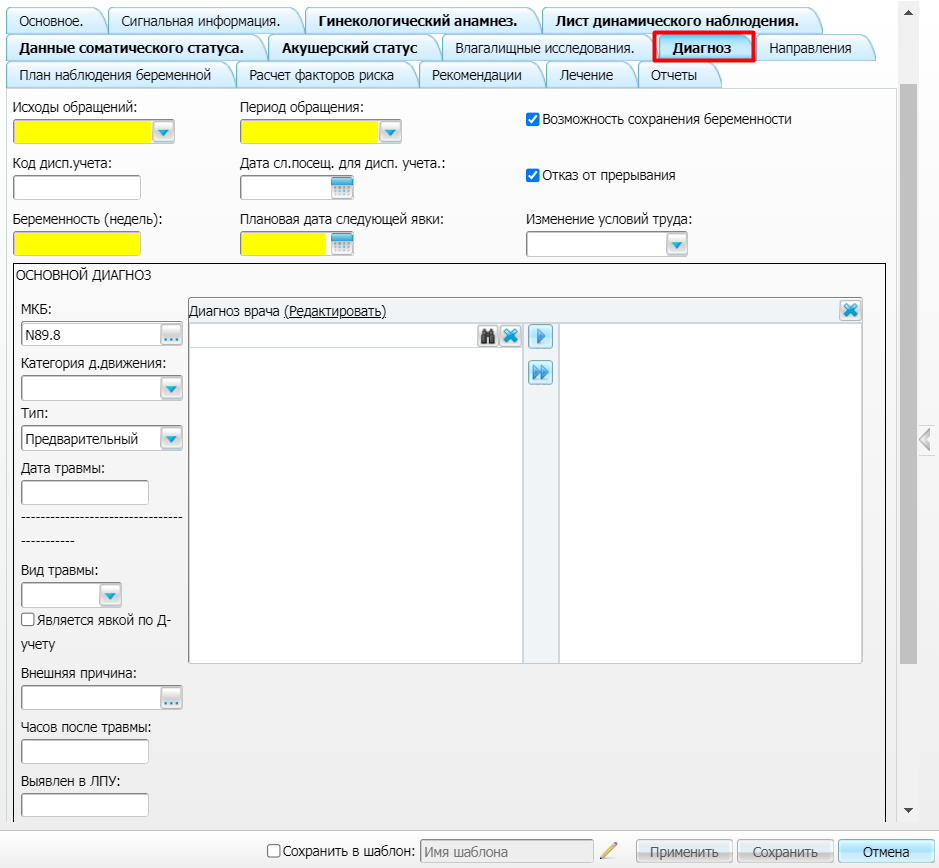 Основное.
Сигнальная информация.
Гинекологический анамнез.
Лист динамического наблюдения.
Данные соматического статуса.
Акушерский статус
Влагалищные исследования.
Диагноз
Направления
План наблюдения беременной
Расчет факторов риска
Рекомендации
Лечение
Отчеты
Исходы обращений:
Период обращения:
Возможность сохранения беременности
Код дисп.учета:
Дата сл.посещ. для дисп. учета.:
Отказ от прерывания
Беременность (недель):
Плановая дата следующей явки:
Изменение условий труда:
ОСНОВНОЙ ДИАГНОЗ
МКБ:
N89.8
...
Диагноз врача (Редактировать)
Категория д.движения:
Тип:
Предварительный
Дата травмы:
----------------------------------
-----------
Вид травмы:
Является явкой по Д-
учету
Внешняя причина:
...
Часов после травмы:
Выявлен в ЛПУ:
Сохранить в шаблон:
Имя шаблона
Применить
Сохранить
Отмена